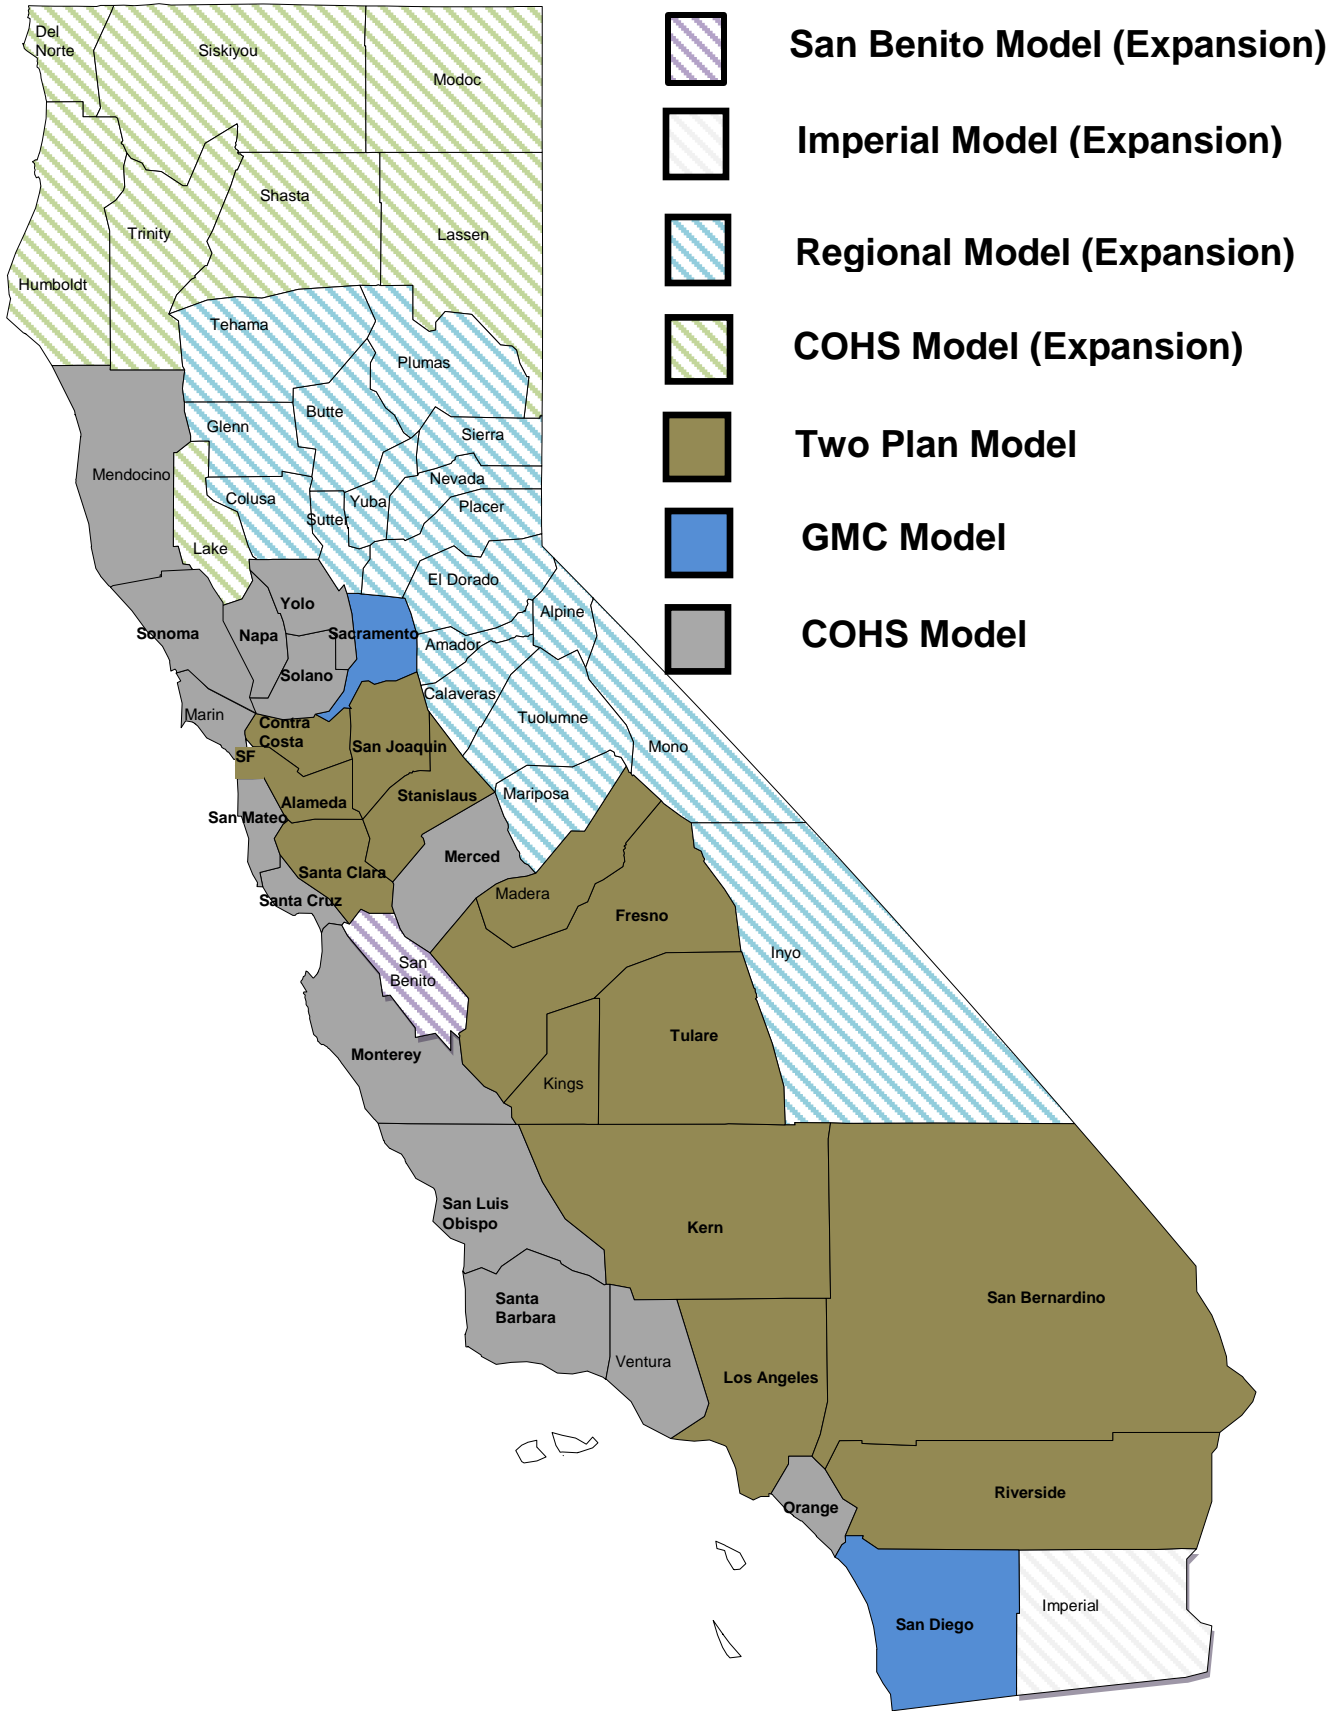 San Benito Model (Expansion)
Imperial Model (Expansion)
Regional Model (Expansion)
COHS Model (Expansion)
Two Plan Model
GMC Model
COHS Model
Del
Norte
Siskiyou
Modoc
Shasta
Trinity
Lassen
Humboldt
Tehama
Plumas
Butte
Glenn
Sierra
Mendocino
Nevada
Colusa
Yuba
Placer
Sutter
Lake
El Dorado
Yolo
Alpine
Sonoma
Napa
Sacramento
Amador
Solano
Calaveras
Marin
Tuolumne
Contra
Costa
San Joaquin
Mono
SF
Stanislaus
Mariposa
Alameda
San Mateo
Merced
Santa Clara
Madera
Santa Cruz
Fresno
Inyo
San
Benito
Tulare
Monterey
Kings
San Luis
Obispo
Kern
Santa
Barbara
San Bernardino
Ventura
Los Angeles
Riverside
Orange
Imperial
San Diego